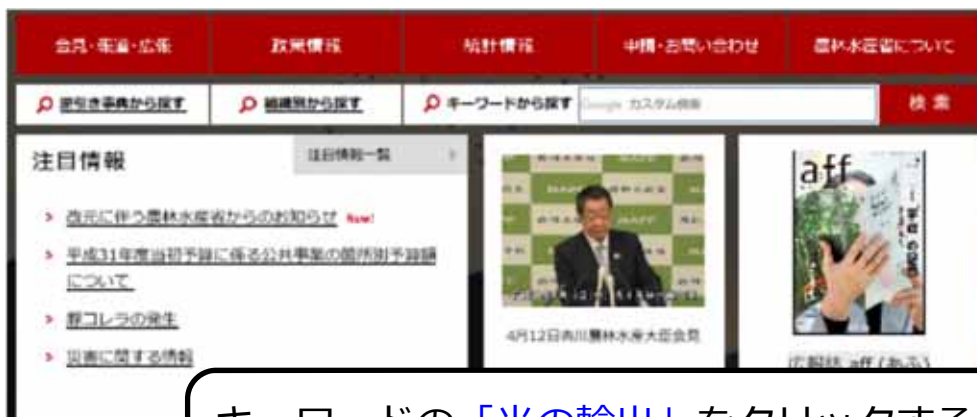 会見・報道・広報 政策情報 統計情報 申請・お問い合わせ 農林水産省について
逆引き事典から探す 組織別から探す キーワードから探す Google カスタム検索 検索
注目情報 注目情報一覧
改元に伴う農林水産省からのお知らせ New!
平成31年度当初予算に係る公共事業の箇所別予算額
について
豚コレラの発生
災害に関する情報
4月12日吉川農林水産大臣会見
aff
広報誌 aff (あふ)
キーワードの「米の輸出」をクリックする